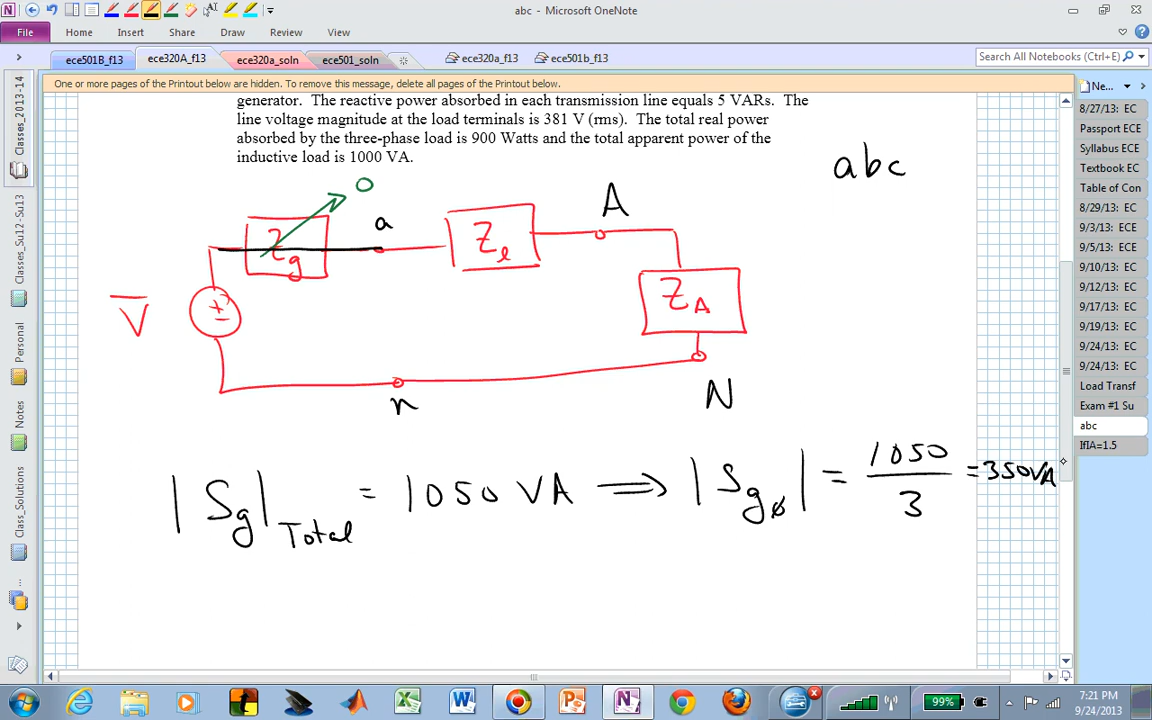 abc - Microsoft OneNote
File Home Insert Share Draw Review View
ece501B_f13 ece320A_f13 ece320a_soln ece501_soln ece320a_f13 ece501b_f13
Search All Notebooks (Ctrl+E)
One or more pages of the Printout below are hidden. To remove this message, delete all pages of the Printout below.
generator. The reactive power absorbed in each transmission line equals 5 VARs. The
line voltage magnitude at the load terminals is 381 V (rms). The total real power
absorbed by the three-phase load is 900 Watts and the total apparent power of the
inductive load is 1000 VA.
abc
0
a
A
Zg
Zℓ
V̅
±
ZA
n
N
|Sg|Total = 1050 VA ⟹ |Sgø| = 1050/3 = 350VA
Classes_2013-14
Classes_Su12-Su13
Personal
Notes
Class_Solutions
...
Ne...
8/27/13: EC
Passport ECE
Syllabus ECE
Textbook EC
Table of Con
8/29/13: EC
9/3/13: ECE
9/5/13: ECE
9/10/13: EC
9/12/13: EC
9/17/13: EC
9/19/13: EC
9/24/13: EC
9/24/13: EC
Load Transf
Exam #1 Su
abc
IfIA=1.5
99%
7:21 PM
9/24/2013